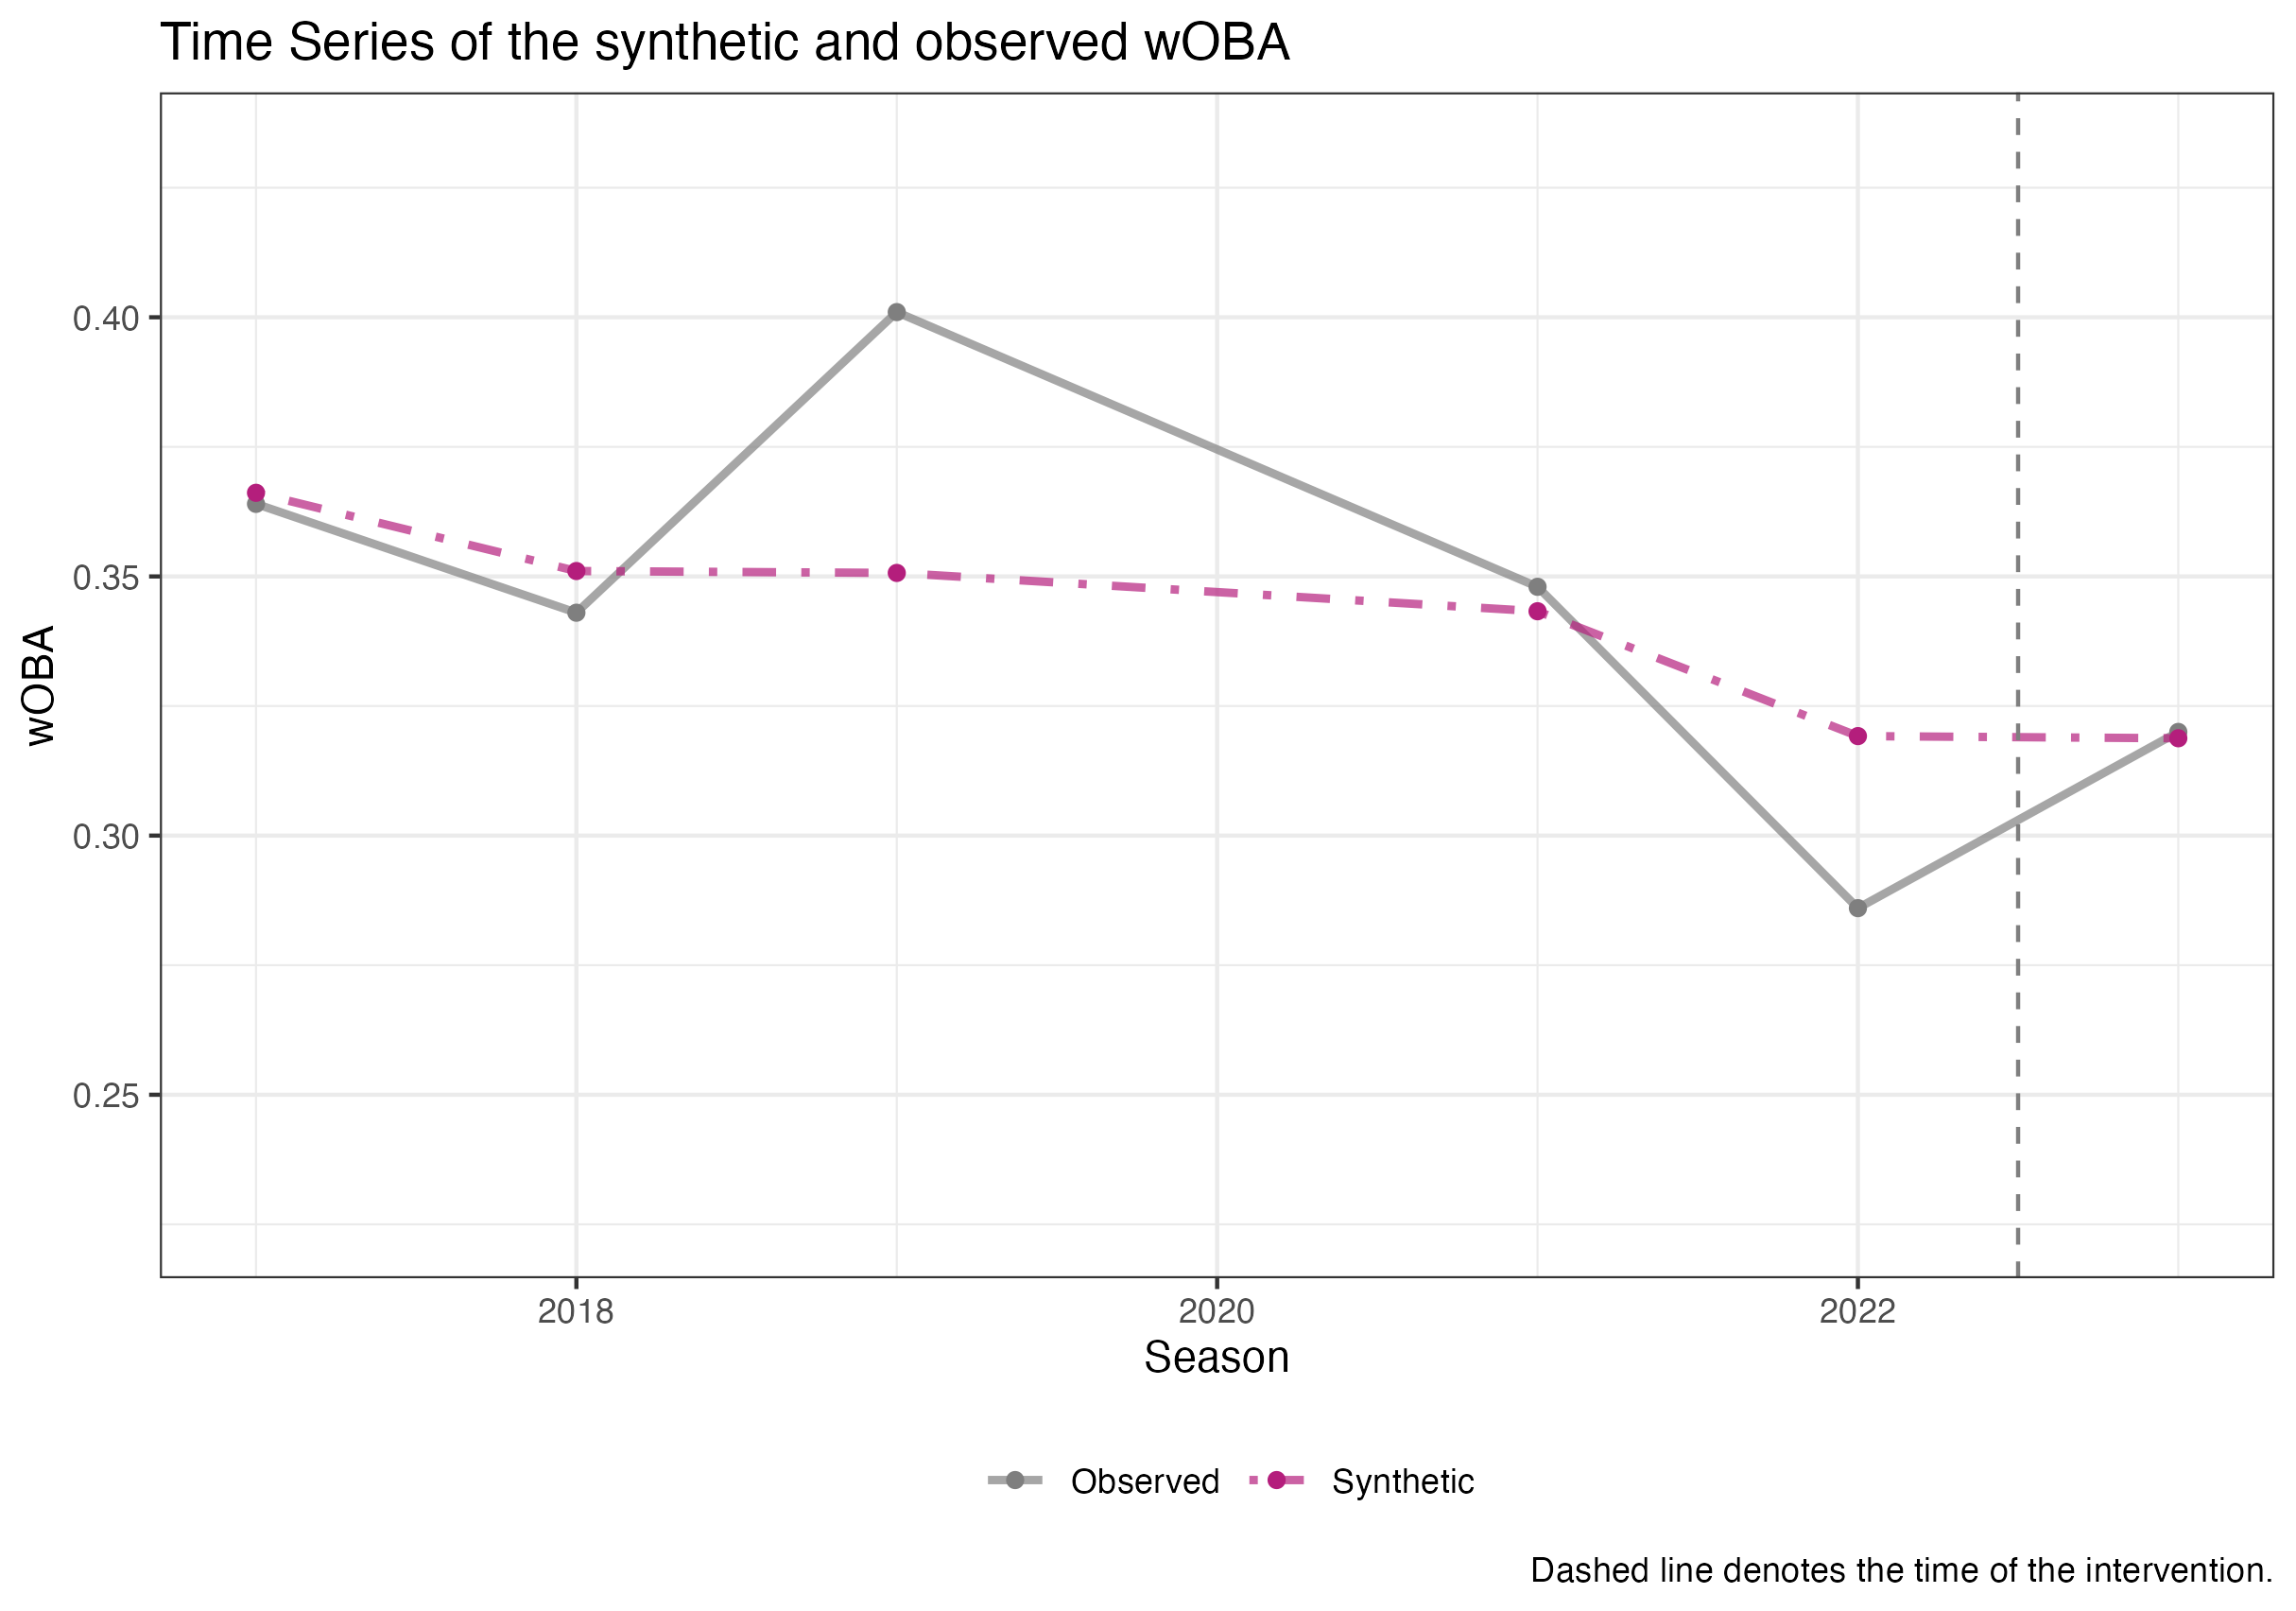 Time Series of the synthetic and observed wOBA
wOBA
0.40
0.35
0.30
0.25
2018 2020 2022
Season
Observed Synthetic
Dashed line denotes the time of the intervention.